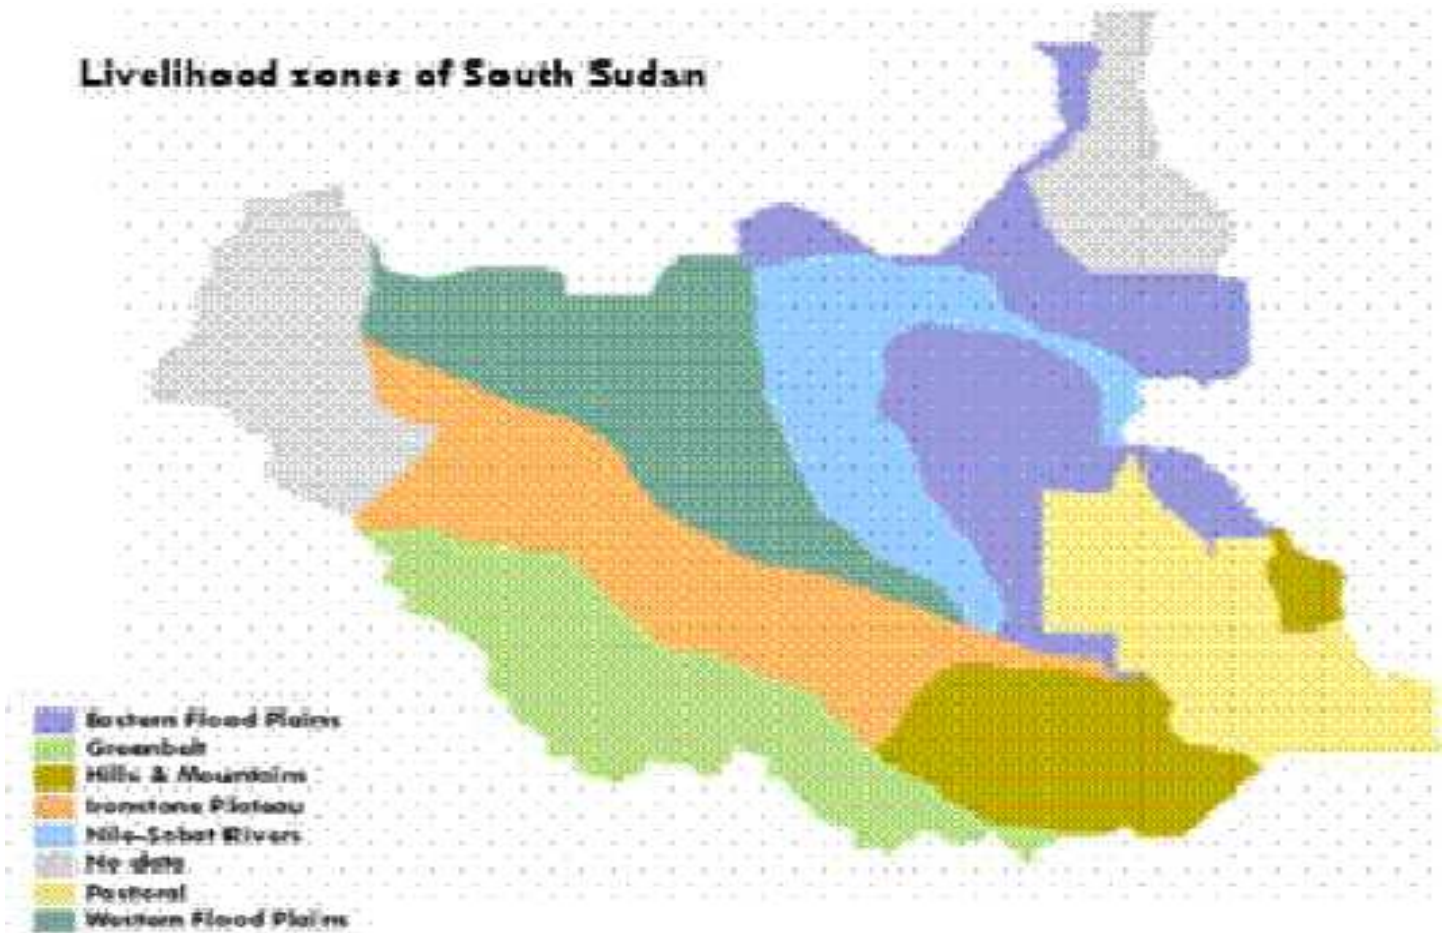 Livelihood zones of South Sudan
Eastern Flood Plains
Greenbelt
Hills & Mountains
Ironstone Plateau
Nile-Sobat Rivers
No data
Pastoral
Western Flood Plains